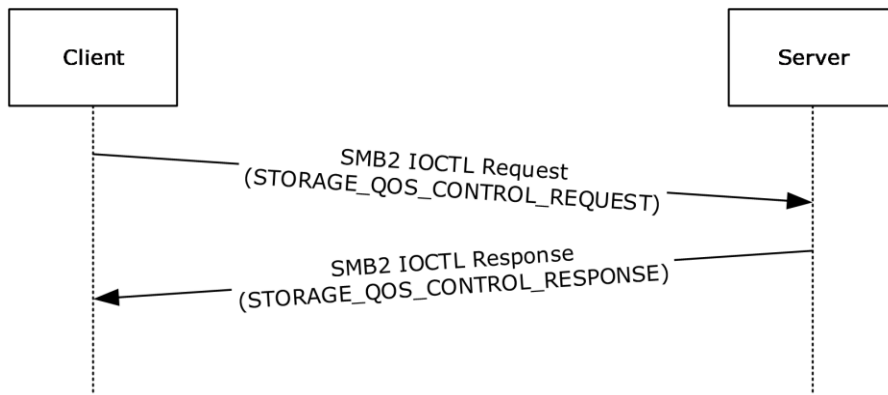 Client
Server
SMB2 IOCTL Request
(STORAGE_QOS_CONTROL_REQUEST)
SMB2 IOCTL Response
(STORAGE_QOS_CONTROL_RESPONSE)